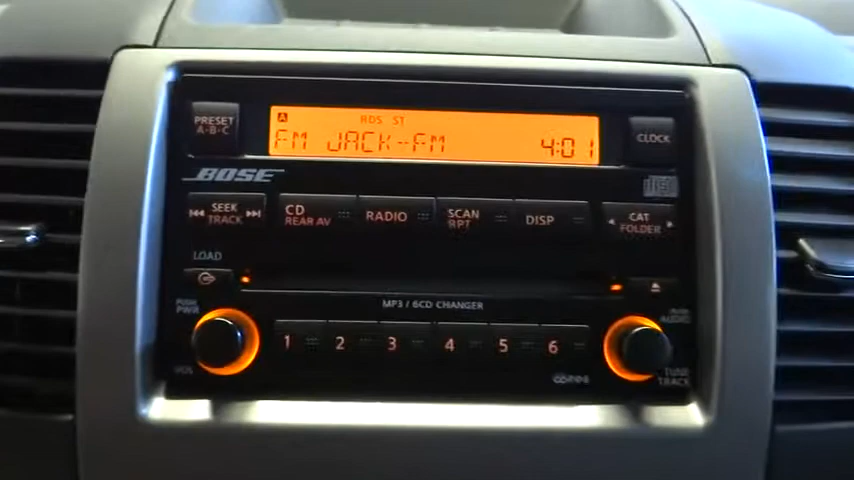 PRESET
A·B·C
A RDS ST
FM JACK-FM 4:01
CLOCK
BOSE
SEEK
TRACK
CD
REAR AV
RADIO
SCAN
RPT
DISP
CAT
FOLDER
LOAD
MP3 / 6CD CHANGER
PUSH
PWR
VOL
1 2 3 4 5 6
PUSH
AUDIO
TUNE
TRACK